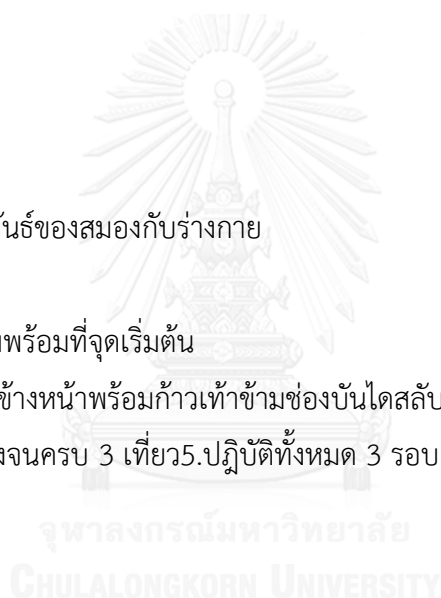 ันธ์ของสมองกับร่างกาย
พร้อมที่จุดเริ่มต้น
ข้างหน้าพร้อมก้าวเท้าข้ามช่องบันไดสลับ
งจนครบ 3 เที่ยว5.ปฎิบัติทั้งหมด 3 รอบ
จุฬาลงกรณ์มหาวิทยาลัย
CHULALONGKORN UNIVERSITY